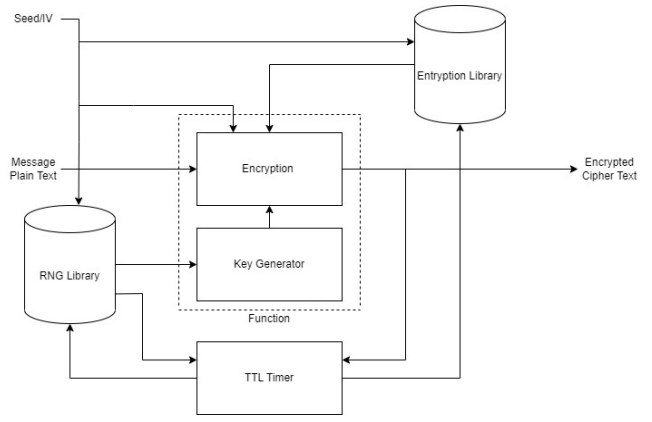 Seed/IV
Entryption Library
Message
Plain Text
Encryption
Encrypted
Cipher Text
RNG Library
Key Generator
Function
TTL Timer